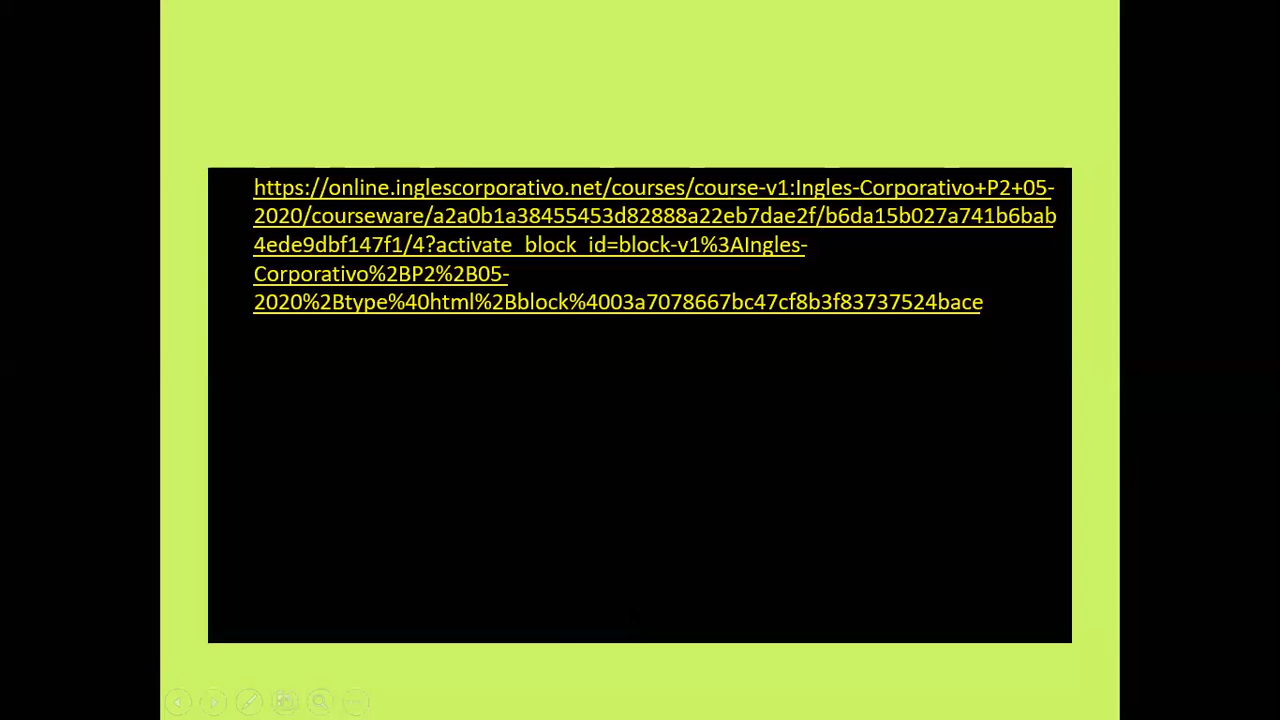 https://online.inglescorporativo.net/courses/course-v1:Ingles-Corporativo+P2+05-
2020/courseware/a2a0b1a38455453d82888a22eb7dae2f/b6da15b027a741b6bab
4ede9dbf147f1/4?activate_block_id=block-v1%3AIngles-
Corporativo%2BP2%2B05-
2020%2Btype%40html%2Bblock%4003a7078667bc47cf8b3f83737524bace